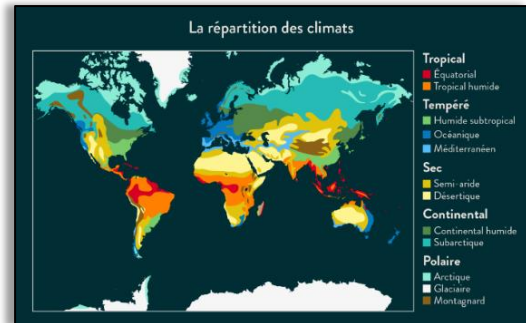 La répartition des climats
Tropical
Équatorial
Tropical humide
Tempéré
Humide subtropical
Océanique
Méditerranéen
Sec
Semi-aride
Désertique
Continental
Continental humide
Subarctique
Polaire
Arctique
Glaciaire
Montagnard